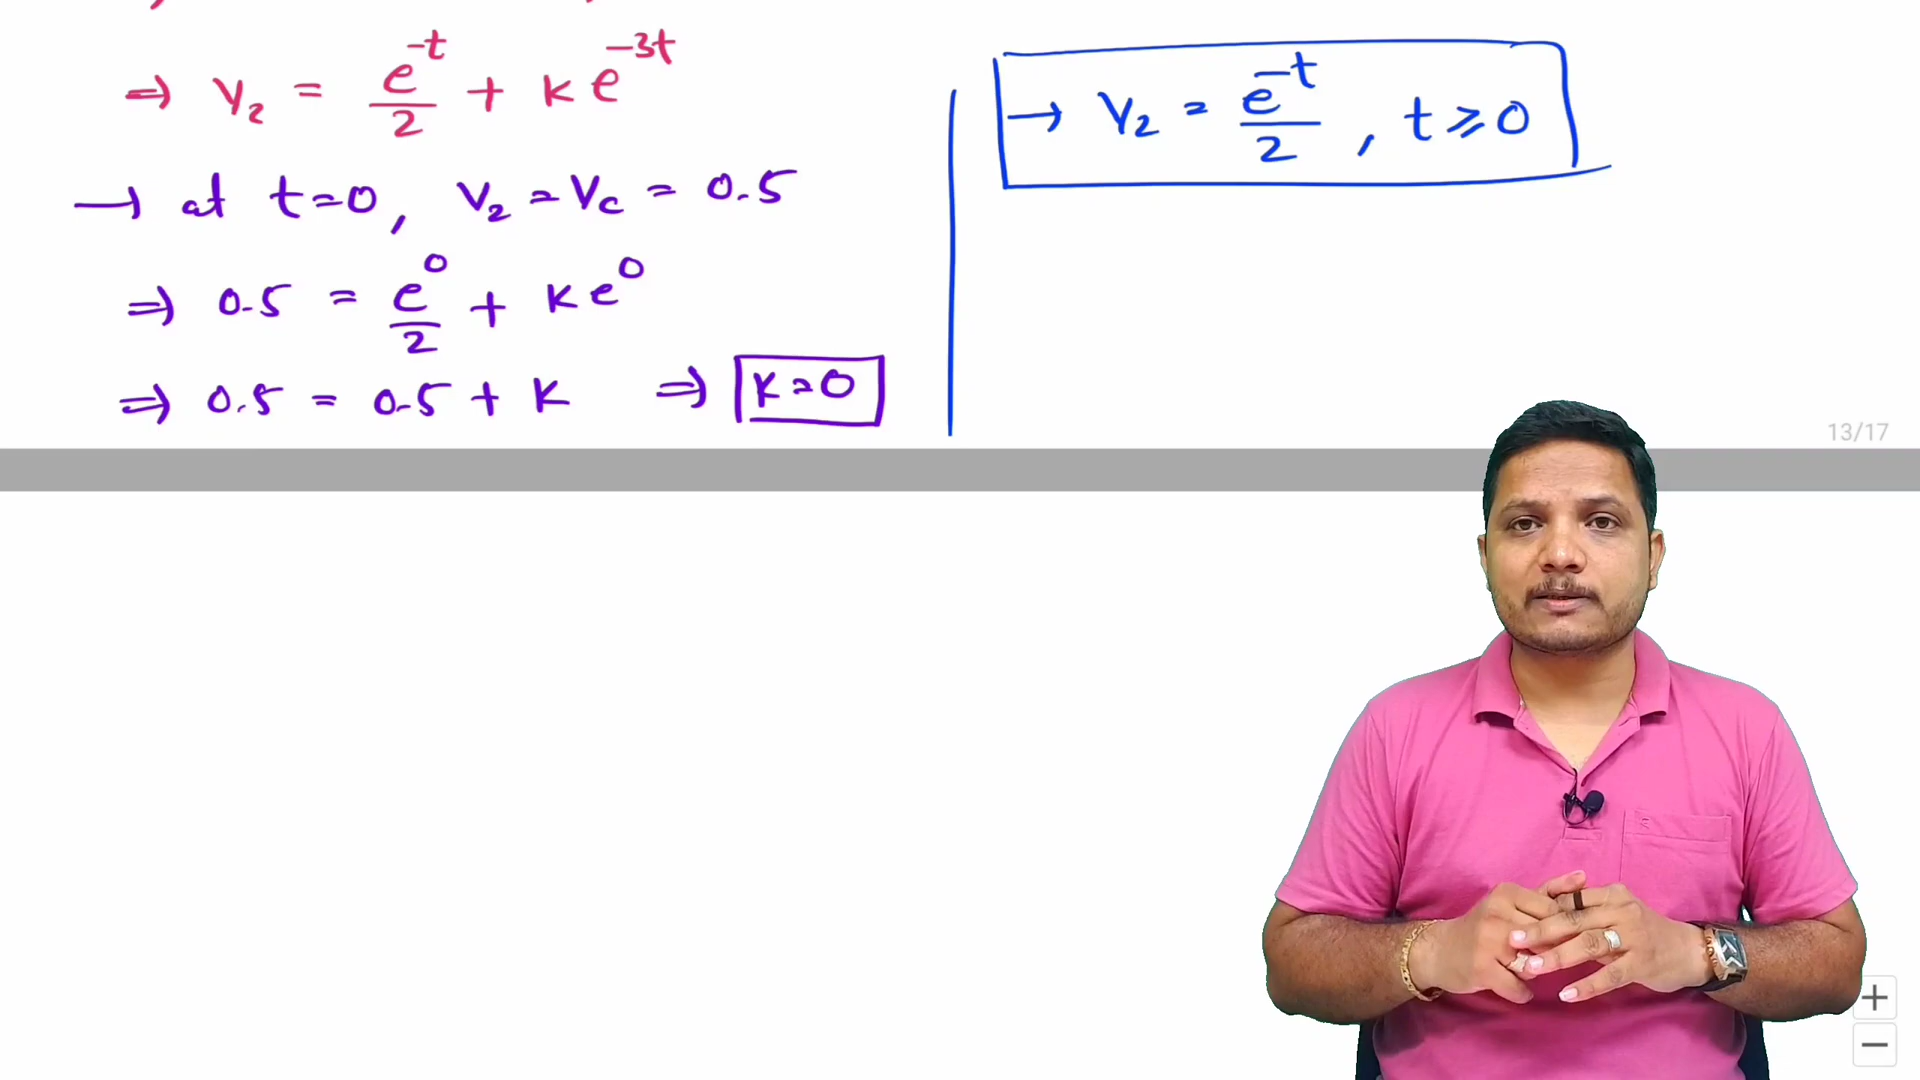 ⇒ V₂ = e^{-t}/2 + k e^{-3t}
→ at t=0, V₂ = Vc = 0.5
⇒ 0.5 = e^0/2 + k e^0
⇒ 0.5 = 0.5 + k ⇒ k=0
→ V₂ = e^{-t}/2 , t ⩾ 0
13/17